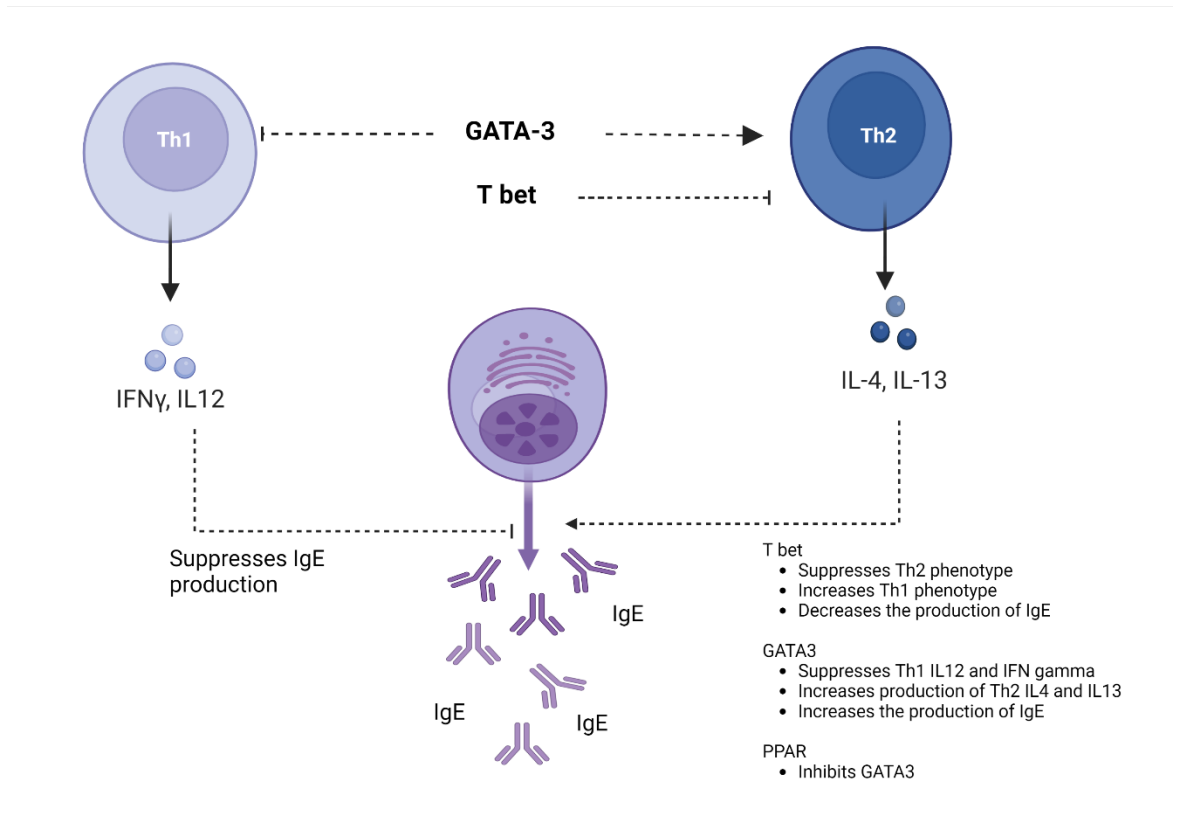 Th1
GATA-3
Th2
T bet
IFNγ, IL12
IL-4, IL-13
Suppresses IgE
production
IgE
IgE
IgE
T bet
• Suppresses Th2 phenotype
• Increases Th1 phenotype
• Decreases the production of IgE
GATA3
• Suppresses Th1 IL12 and IFN gamma
• Increases production of Th2 IL4 and IL13
• Increases the production of IgE
PPAR
• Inhibits GATA3